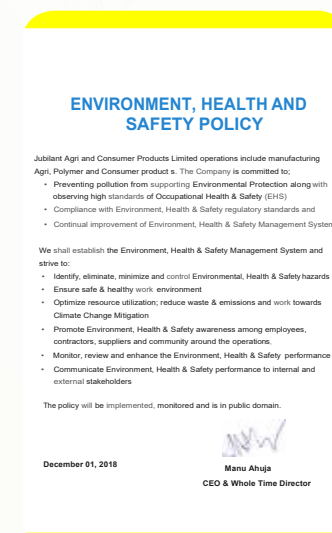 ENVIRONMENT, HEALTH AND
SAFETY POLICY
Jubilant Agri and Consumer Products Limited operations include manufacturing
Agri, Polymer and Consumer product s. The Company is committed to;
• Preventing pollution from supporting Environmental Protection along with
observing high standards of Occupational Health & Safety (EHS)
• Compliance with Environment, Health & Safety regulatory standards and
• Continual improvement of Environment, Health & Safety Management System
We shall establish the Environment, Health & Safety Management System and
strive to:
• Identify, eliminate, minimize and control Environmental, Health & Safety hazards
• Ensure safe & healthy work environment
• Optimize resource utilization; reduce waste & emissions and work towards
Climate Change Mitigation
• Promote Environment, Health & Safety awareness among employees,
contractors, suppliers and community around the operations.
• Monitor, review and enhance the Environment, Health & Safety performance
• Communicate Environment, Health & Safety performance to internal and
external stakeholders
The policy will be implemented, monitored and is in public domain.
December 01, 2018
Manu Ahuja
CEO & Whole Time Director